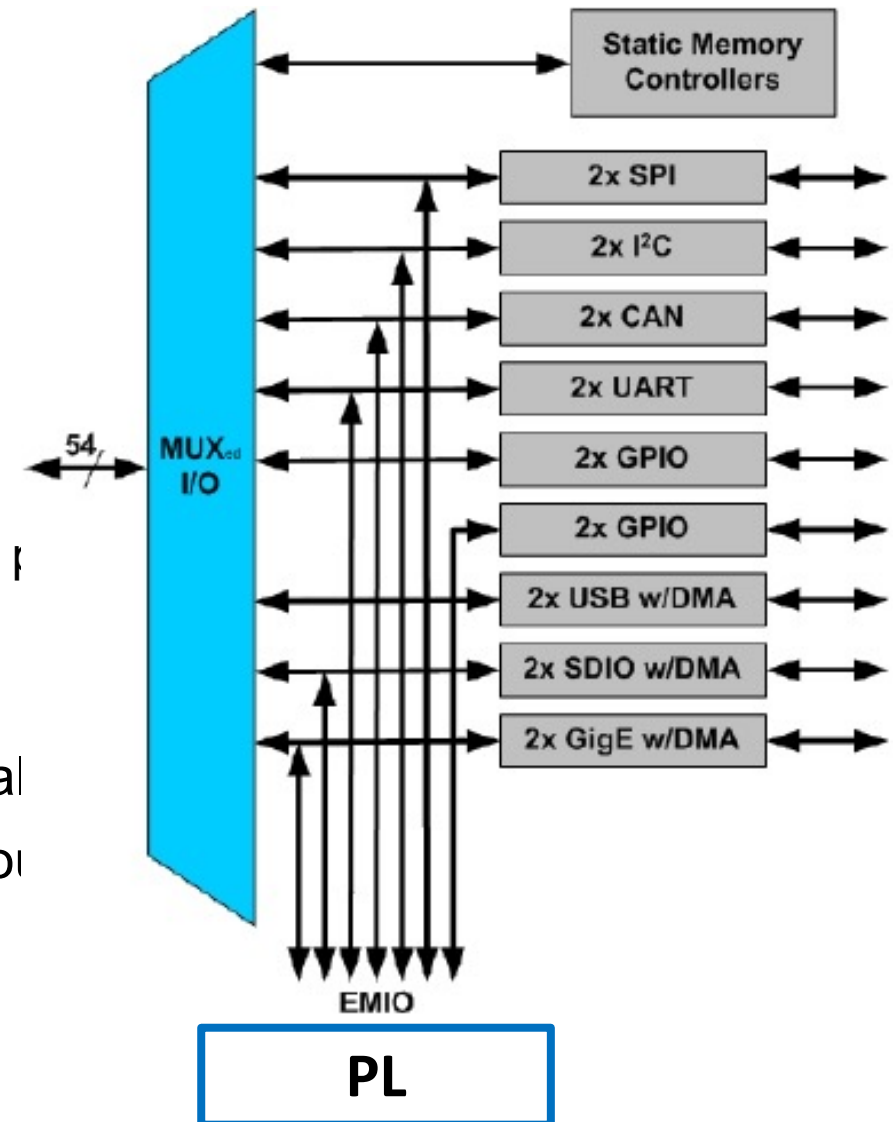 Static Memory
Controllers
2x SPI
2x I²C
2x CAN
2x UART
54
MUXed
I/O
2x GPIO
2x GPIO
2x USB w/DMA
2x SDIO w/DMA
2x GigE w/DMA
EMIO
PL